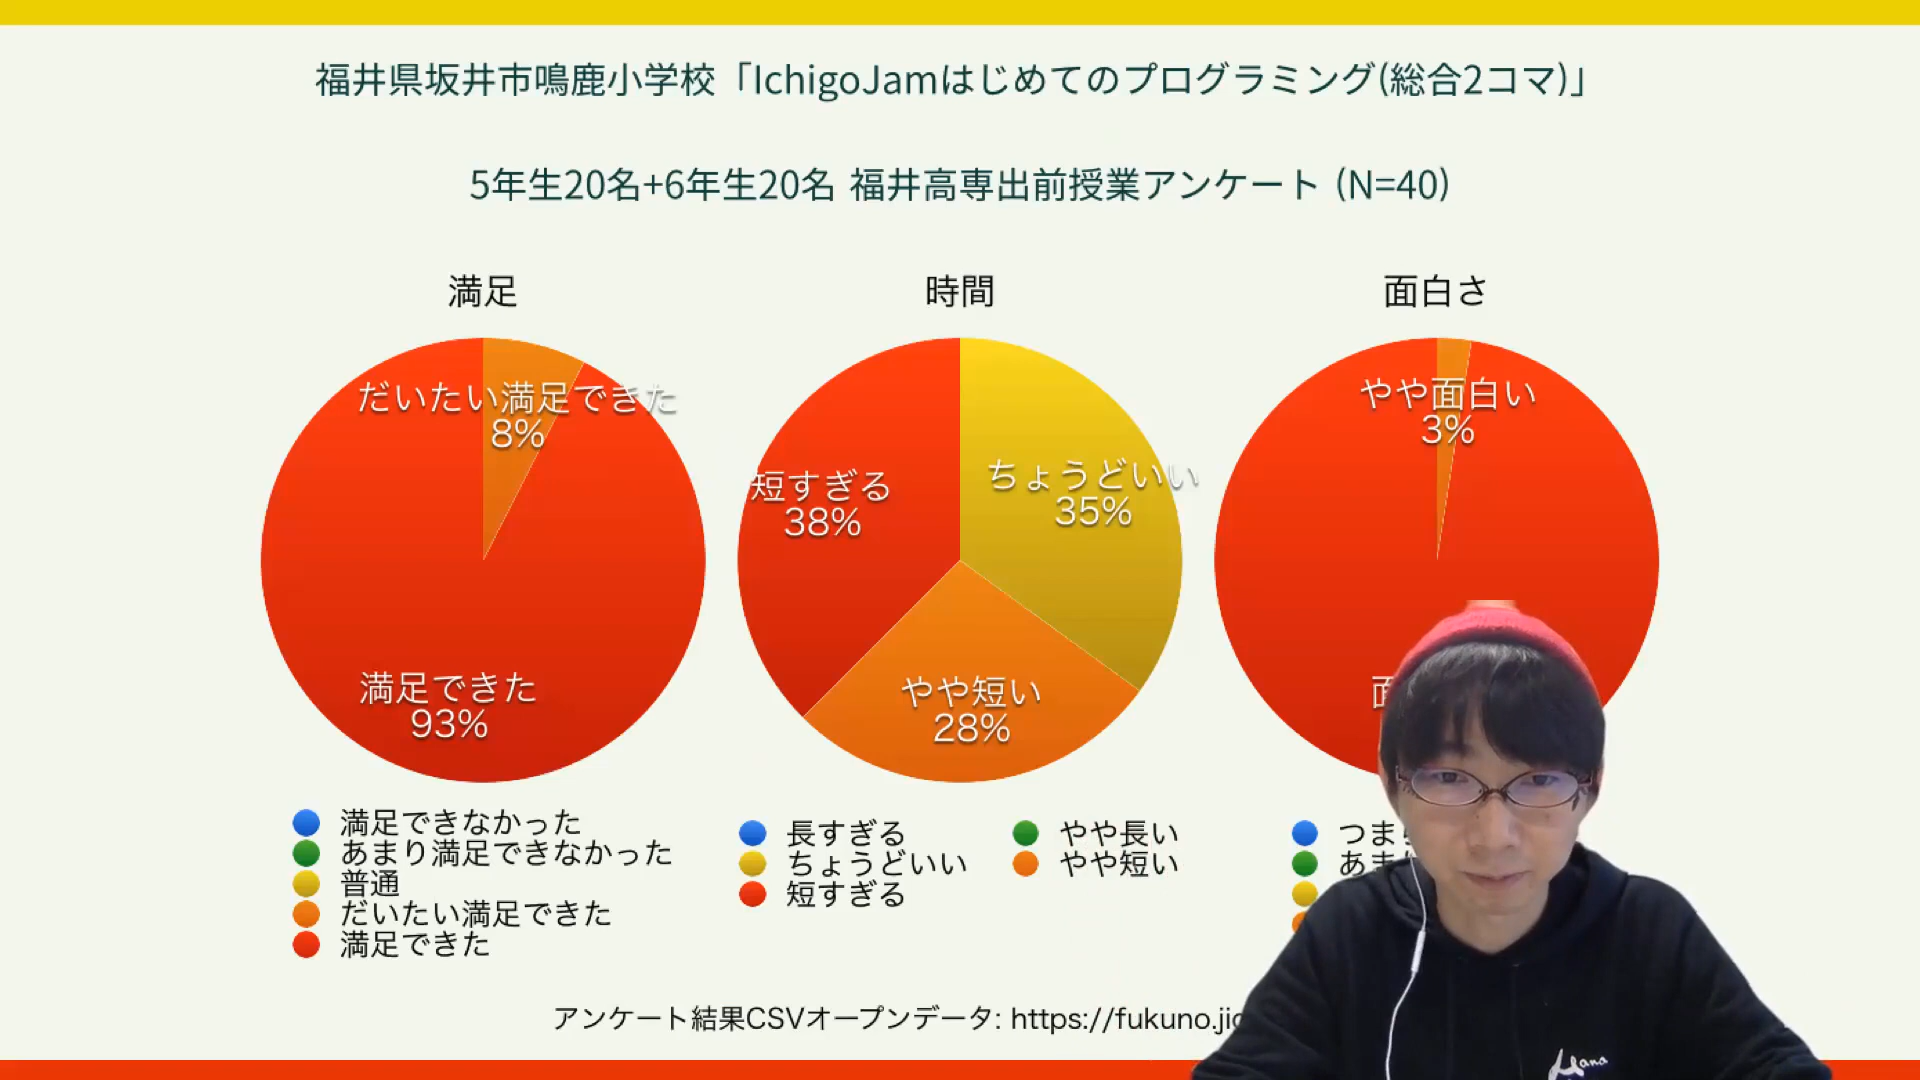 福井県坂井市鳴鹿小学校「IchigoJamはじめてのプログラミング(総合2コマ)」
5年生20名+6年生20名 福井高専出前授業アンケート (N=40)
満足
だいたい満足できた
8%
満足できた
93%
満足できなかった
あまり満足できなかった
普通
だいたい満足できた
満足できた
時間
ちょうどいい
35%
短すぎる
38%
やや短い
28%
長すぎる
やや長い
ちょうどいい
やや短い
短すぎる
面白さ
やや面白い
3%
面
つま
あま
アンケート結果CSVオープンデータ: https://fukuno.ji
Hana